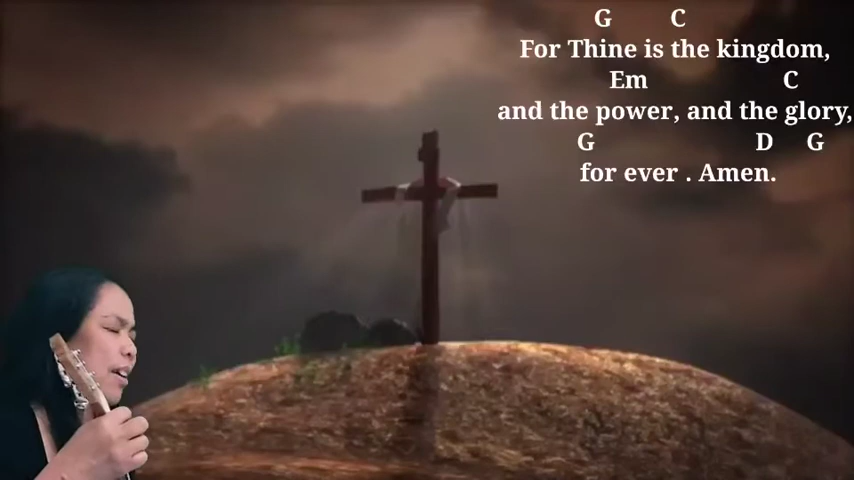 G C
For Thine is the kingdom,
Em C
and the power, and the glory,
G D G
for ever . Amen.